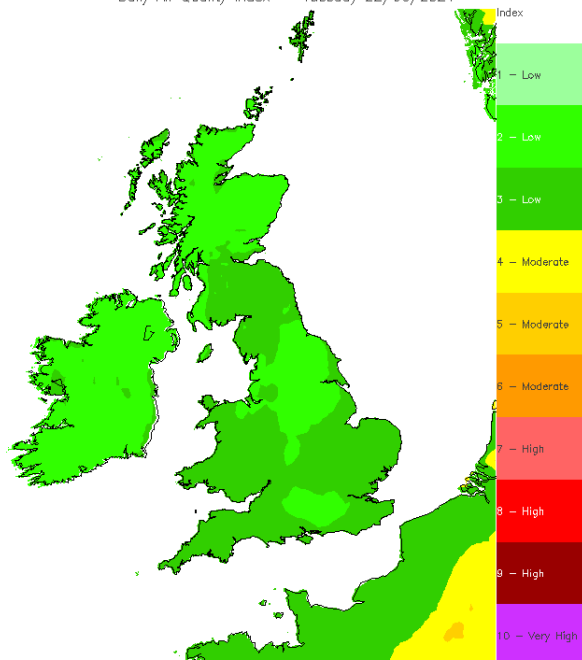 Index
1 - Low
2 - Low
3 - Low
4 - Moderate
5 - Moderate
6 - Moderate
7 - High
8 - High
9 - High
10 - Very High